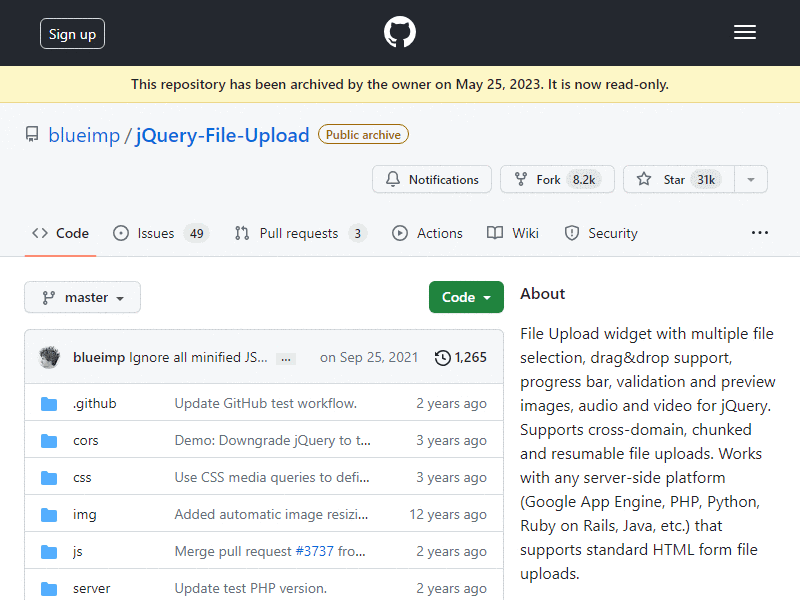 Sign up
This repository has been archived by the owner on May 25, 2023. It is now read-only.
blueimp / jQuery-File-Upload Public archive
Notifications Fork 8.2k Star 31k
Code Issues 49 Pull requests 3 Actions Wiki Security ...
master Code
blueimp Ignore all minified JS... ... on Sep 25, 2021 1,265
.github Update GitHub test workflow. 2 years ago
cors Demo: Downgrade jQuery to t... 3 years ago
css Use CSS media queries to defi... 3 years ago
img Added automatic image resizi... 12 years ago
js Merge pull request #3737 fro... 2 years ago
server Update test PHP version. 2 years ago
About
File Upload widget with multiple file
selection, drag&drop support,
progress bar, validation and preview
images, audio and video for jQuery.
Supports cross-domain, chunked
and resumable file uploads. Works
with any server-side platform
(Google App Engine, PHP, Python,
Ruby on Rails, Java, etc.) that
supports standard HTML form file
uploads.